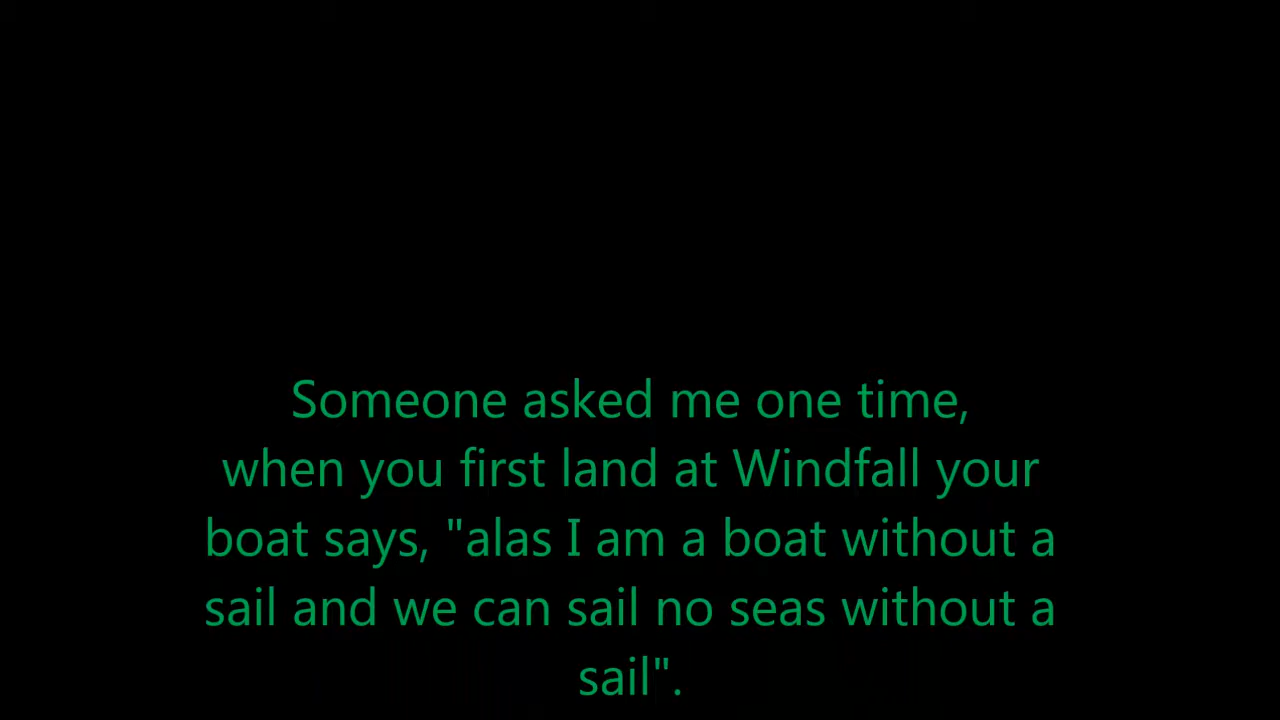 Someone asked me one time,
when you first land at Windfall your
boat says, "alas I am a boat without a
sail and we can sail no seas without a
sail".